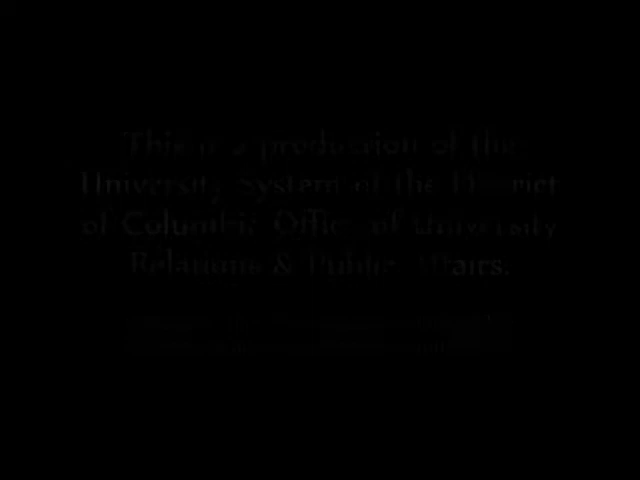 This is a production of the
University System of the District
of Columbia Office of University
Relations & Public Affairs.